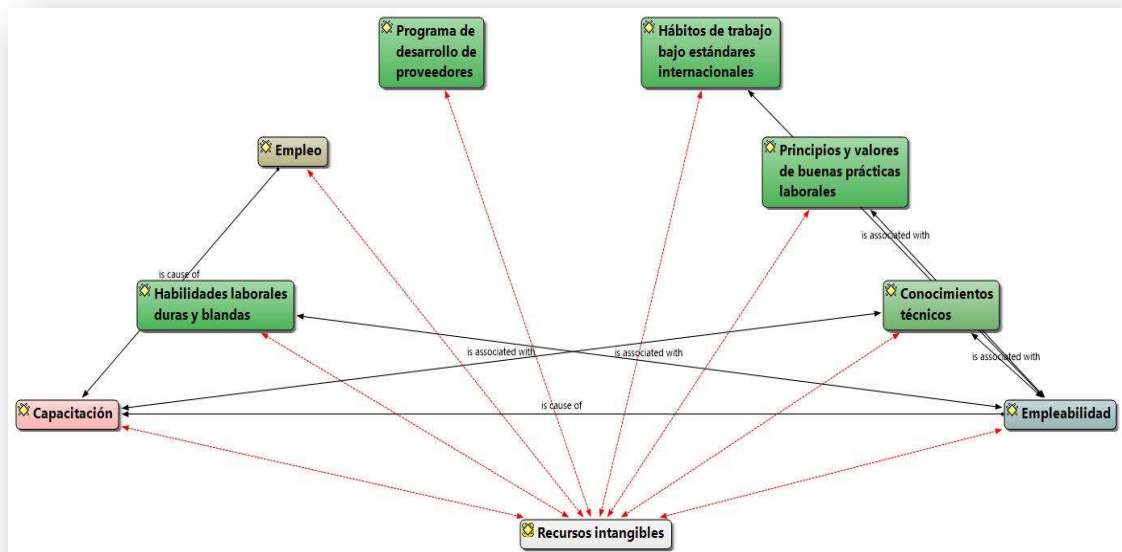 Programa de
desarrollo de
proveedores
Hábitos de trabajo
bajo estándares
internacionales
Empleo
Principios y valores
de buenas prácticas
laborales
is associated with
is cause of
Habilidades laborales
duras y blandas
Conocimientos
técnicos
is associated with
is associated with
is associated with
is cause of
Capacitación
Empleabilidad
Recursos intangibles